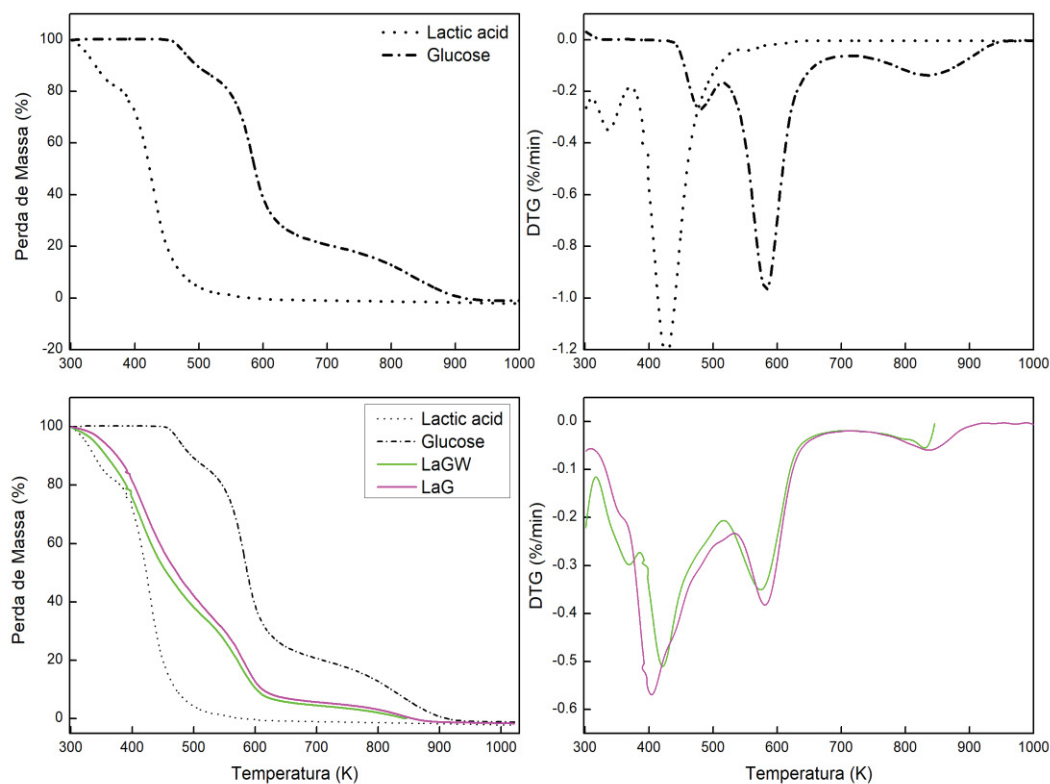 100
80
60
40
20
0
-20
Perda de Massa (%)
Lactic acid
Glucose
300 400 500 600 700 800 900 1000
0.0
-0.2
-0.4
-0.6
-0.8
-1.0
-1.2
DTG (%/min)
300 400 500 600 700 800 900 1000
100
80
60
40
20
0
Perda de Massa (%)
Lactic acid
Glucose
LaGW
LaG
300 400 500 600 700 800 900 1000
Temperatura (K)
0.0
-0.1
-0.2
-0.3
-0.4
-0.5
-0.6
DTG (%/min)
300 400 500 600 700 800 900 1000
Temperatura (K)